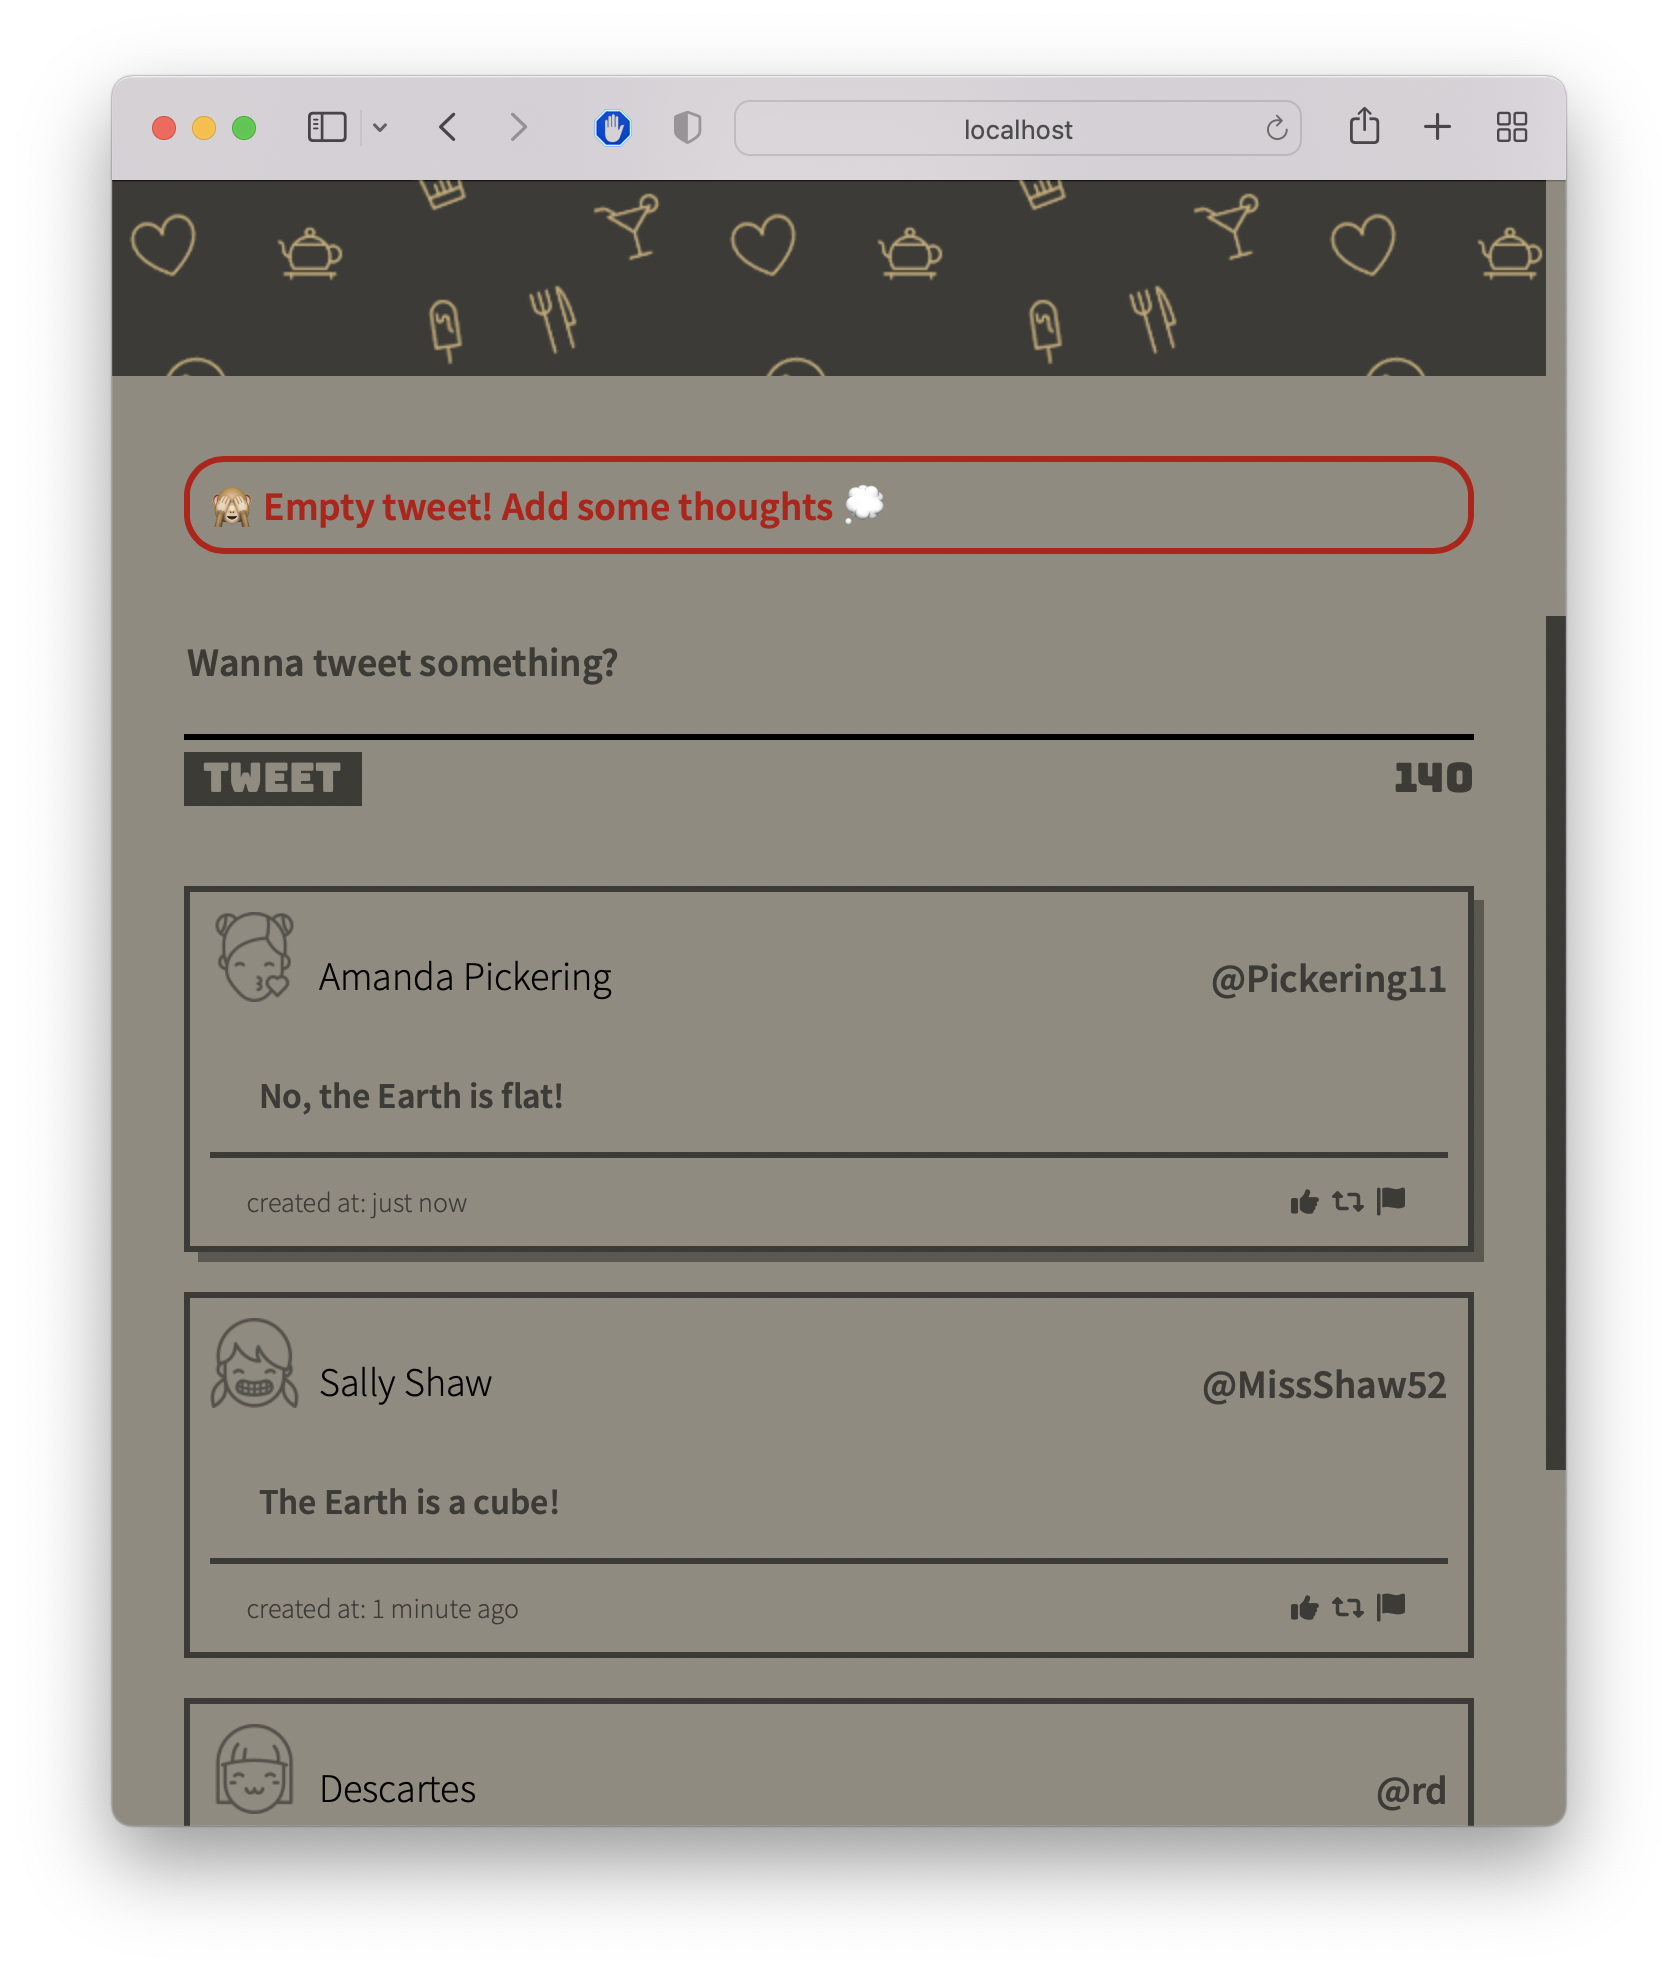 localhost
🙈 Empty tweet! Add some thoughts 💭
Wanna tweet something?
TWEET 140
Amanda Pickering @Pickering11
No, the Earth is flat!
created at: just now
Sally Shaw @MissShaw52
The Earth is a cube!
created at: 1 minute ago
Descartes @rd